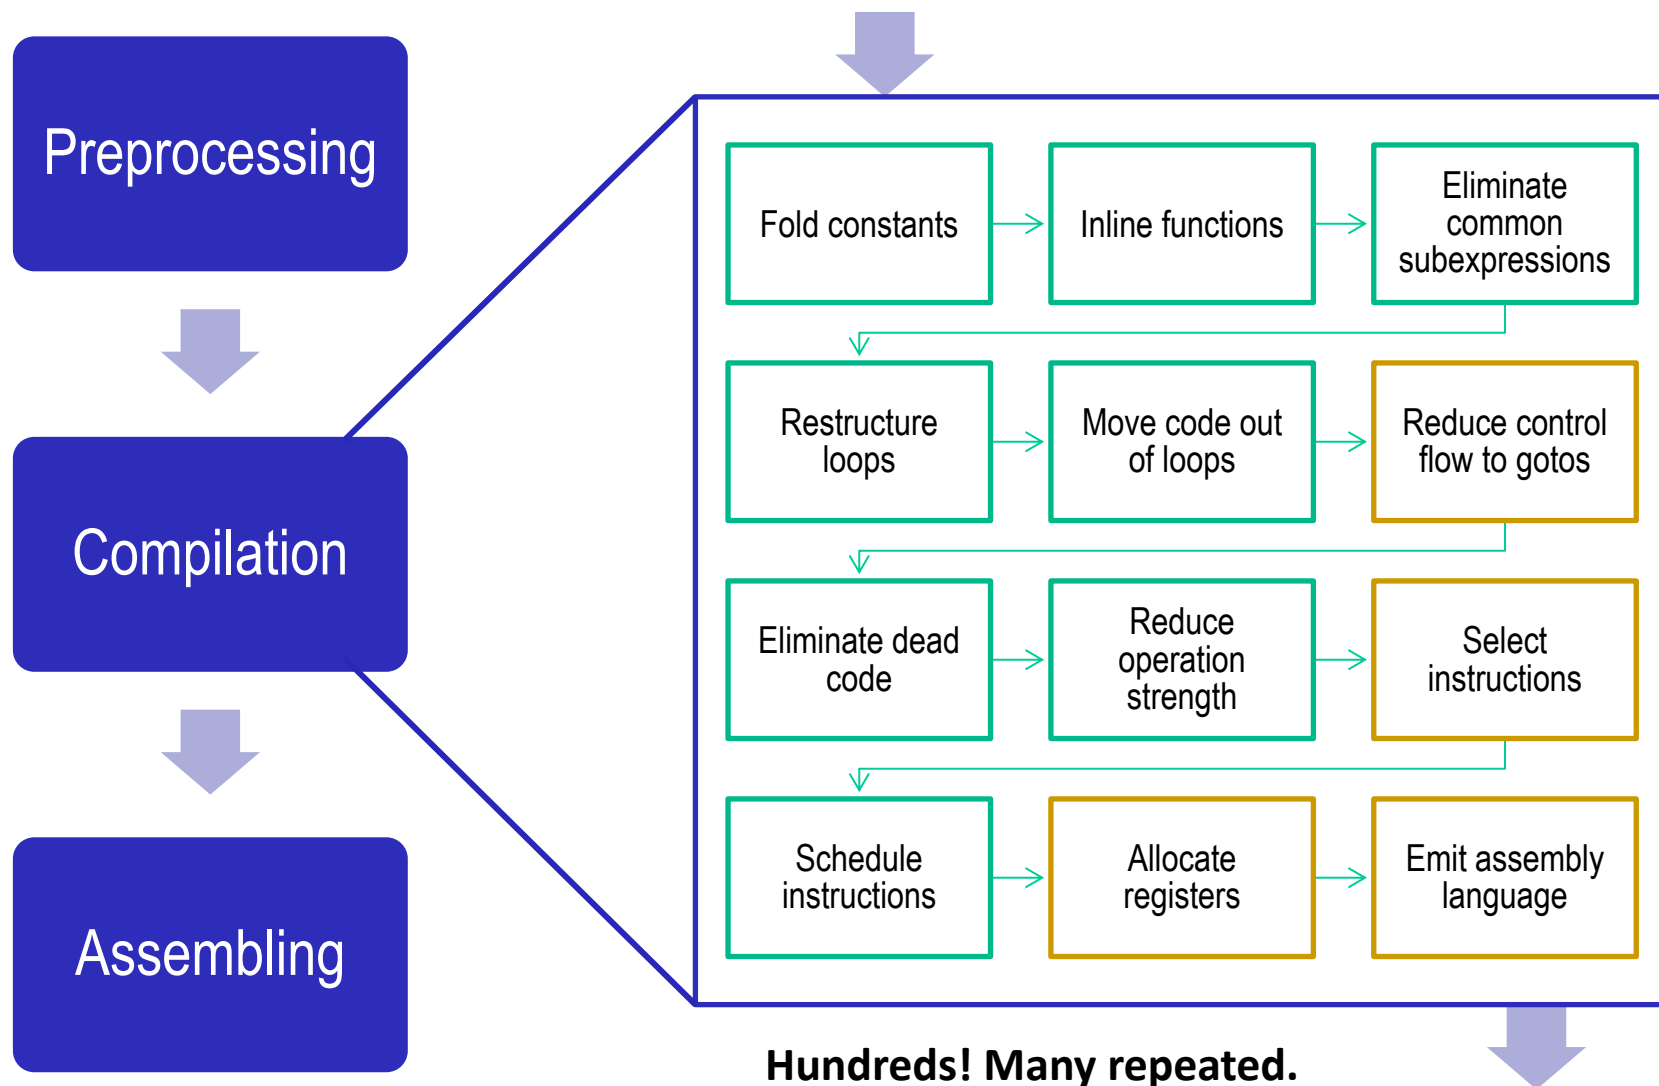 Preprocessing
Compilation
Assembling
Fold constants
Inline functions
Eliminate
common
subexpressions
Restructure
loops
Move code out
of loops
Reduce control
flow to gotos
Eliminate dead
code
Reduce
operation
strength
Select
instructions
Schedule
instructions
Allocate
registers
Emit assembly
language
Hundreds! Many repeated.